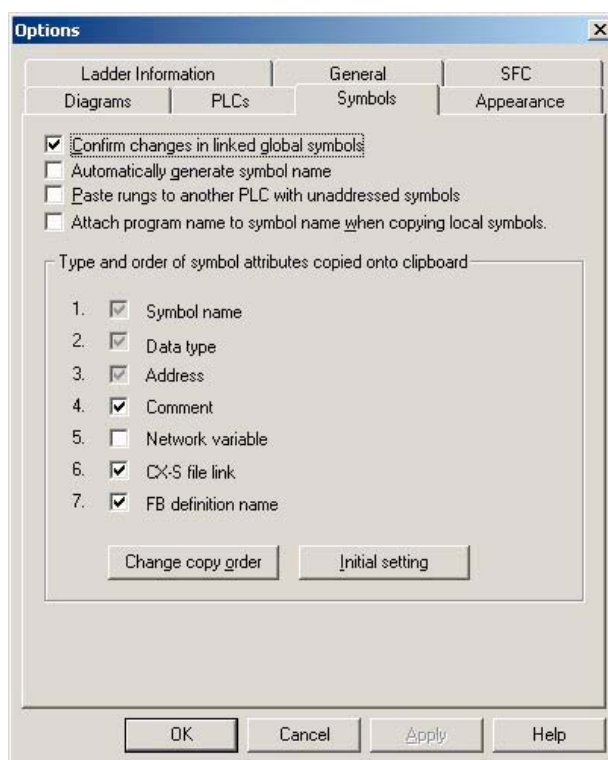 Options
Ladder Information General SFC
Diagrams PLCs Symbols Appearance
Confirm changes in linked global symbols
Automatically generate symbol name
Paste rungs to another PLC with unaddressed symbols
Attach program name to symbol name when copying local symbols.
Type and order of symbol attributes copied onto clipboard
1. Symbol name
2. Data type
3. Address
4. Comment
5. Network variable
6. CX-S file link
7. FB definition name
Change copy order Initial setting
OK Cancel Apply Help